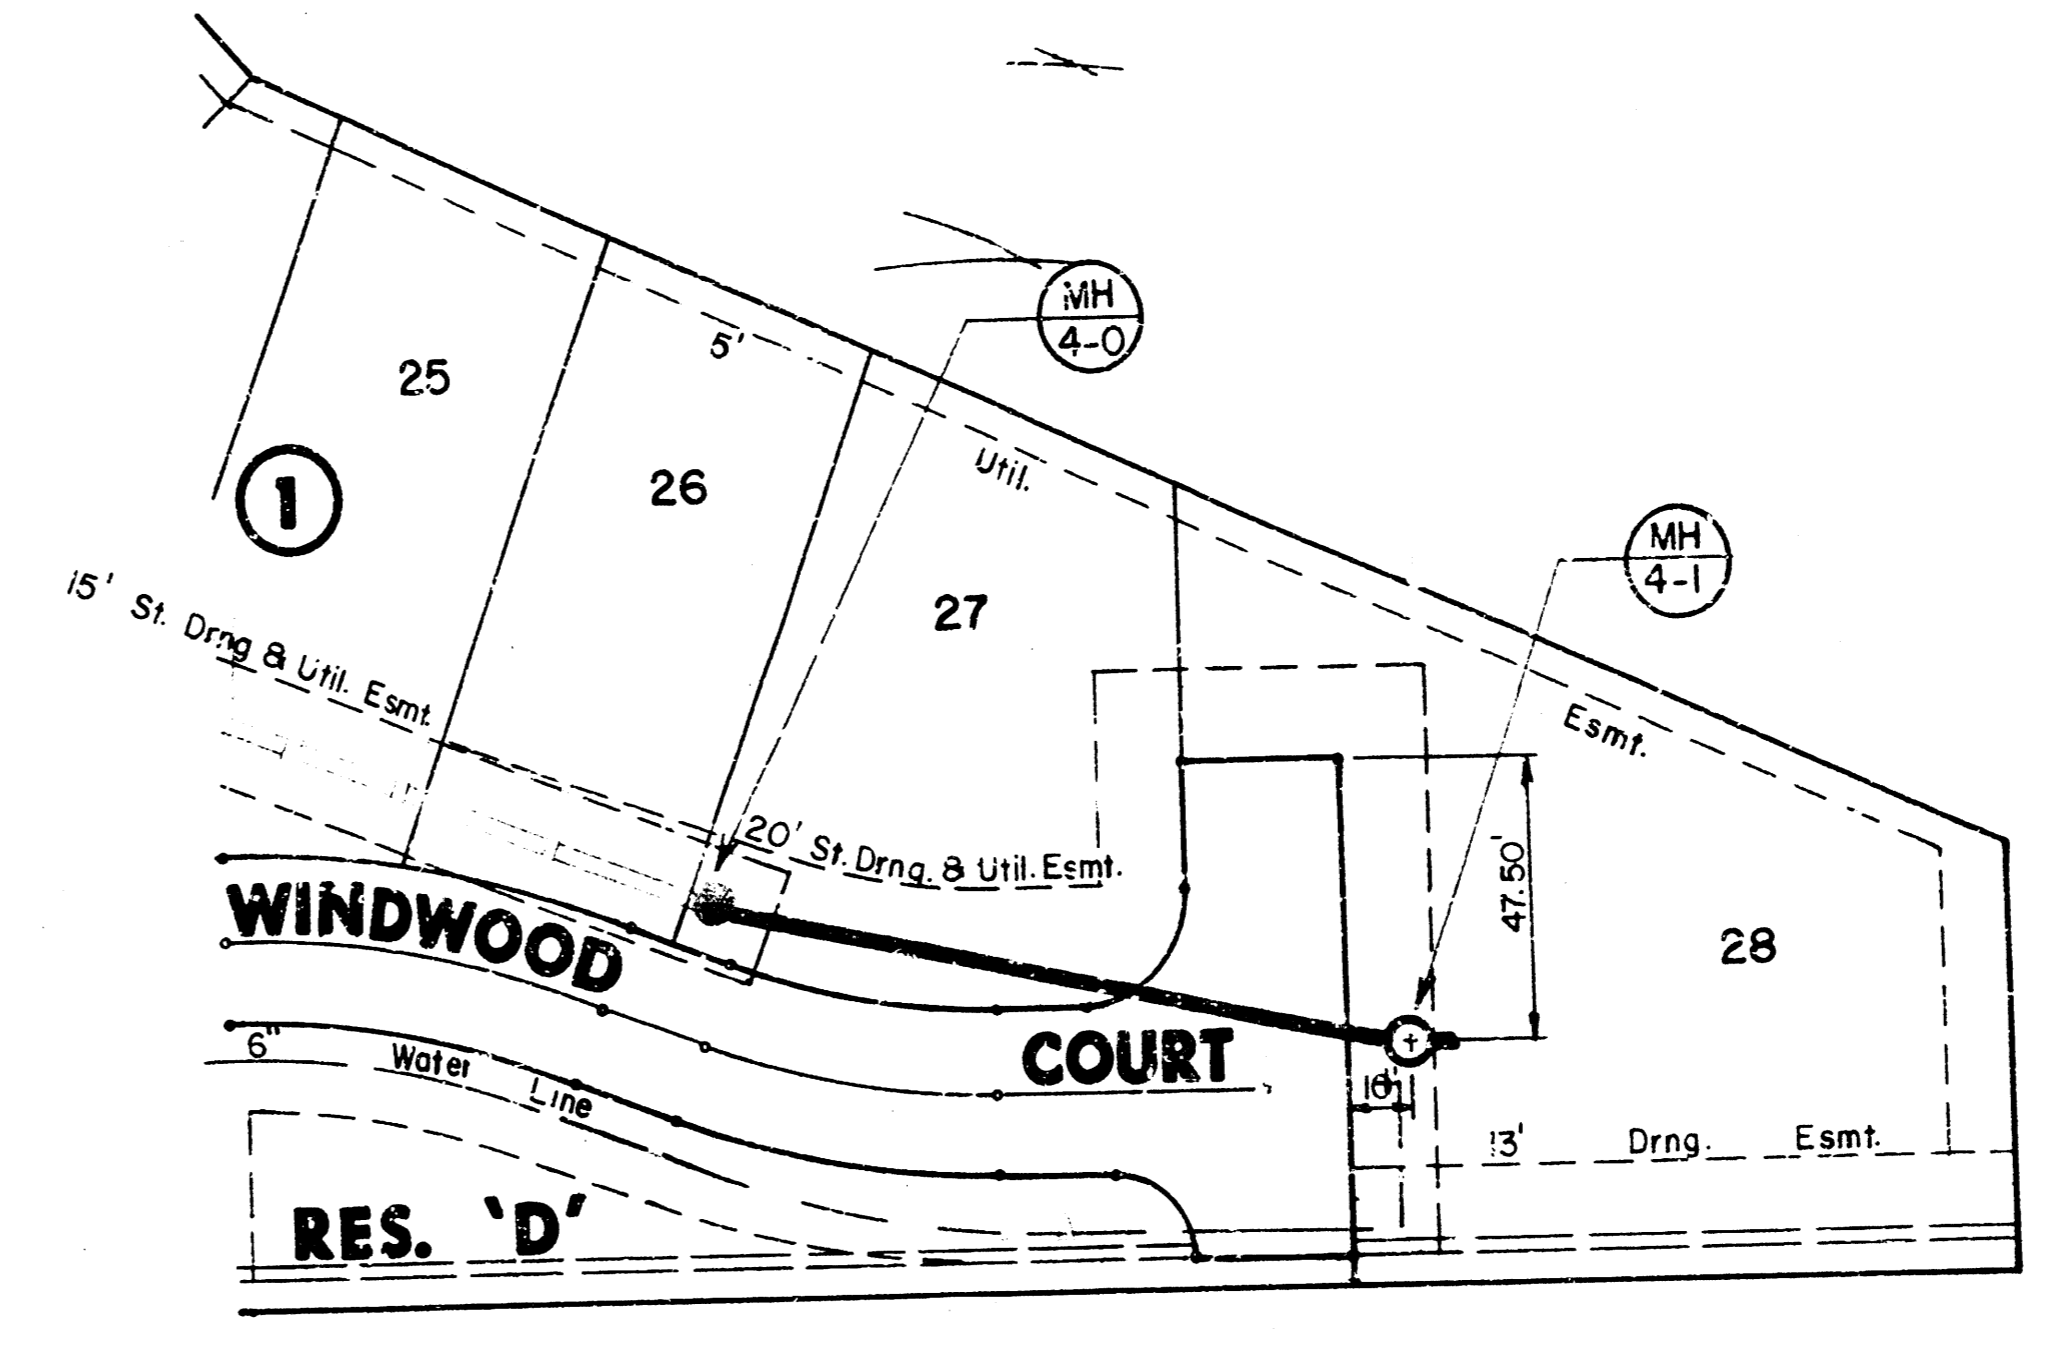 MH
4-0
5'
25
Util.
26
1
MH
4-1
15' St. Drng & Util. Esmt.
27
Esmt.
20' St. Drng. & Util. Esmt.
47.50'
28
WINDWOOD
COURT
6" Water Line
10'
13' Drng. Esmt.
RES. 'D'